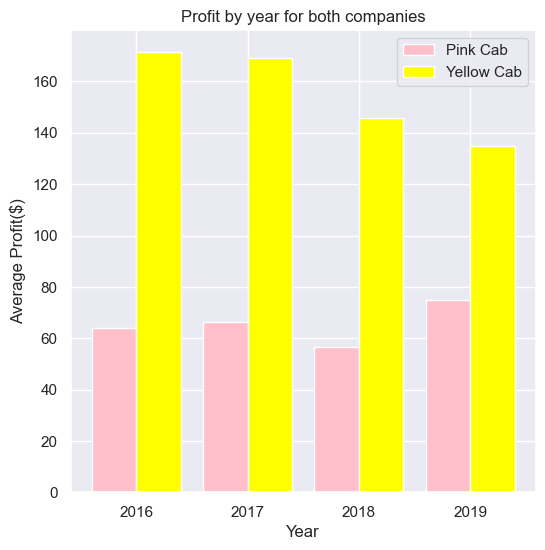 Profit by year for both companies
Pink Cab
Yellow Cab
Average Profit($)
160
140
120
100
80
60
40
20
0
2016 2017 2018 2019
Year